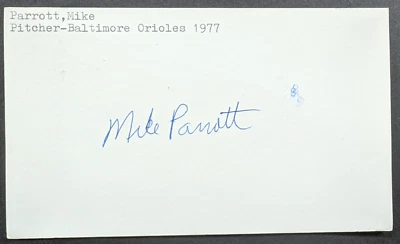 Parrott,Mike
Pitcher-Baltimore Orioles 1977
Mike Parrott